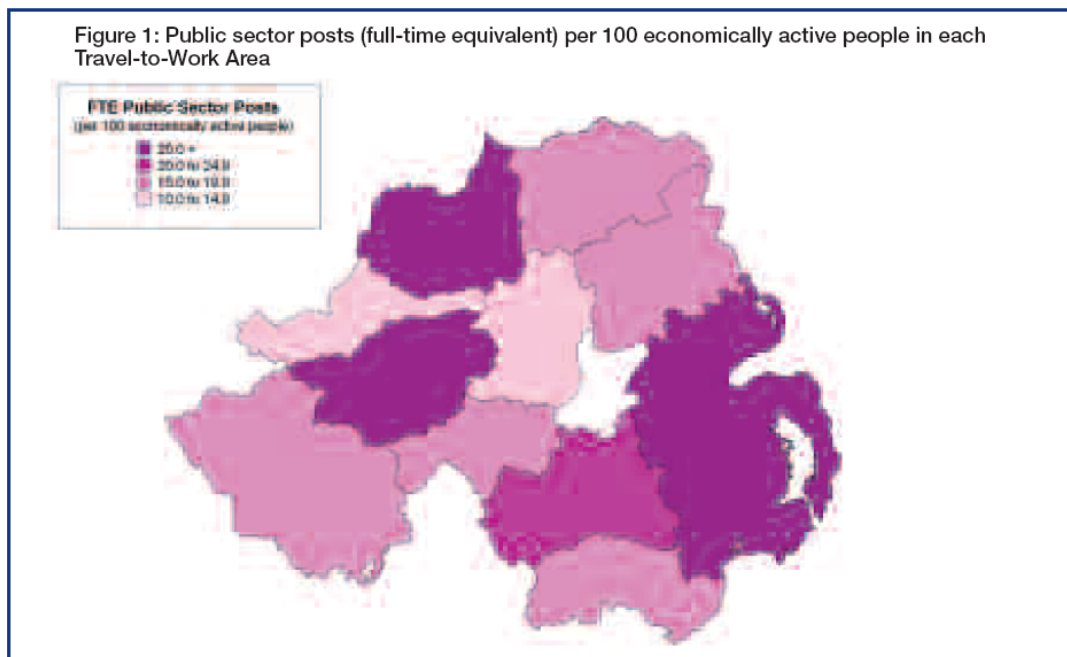 Figure 1: Public sector posts (full-time equivalent) per 100 economically active people in each
Travel-to-Work Area
FTE Public Sector Posts
(per 100 economically active people)
25.0 +
20.0 to 24.9
15.0 to 19.9
10.0 to 14.9